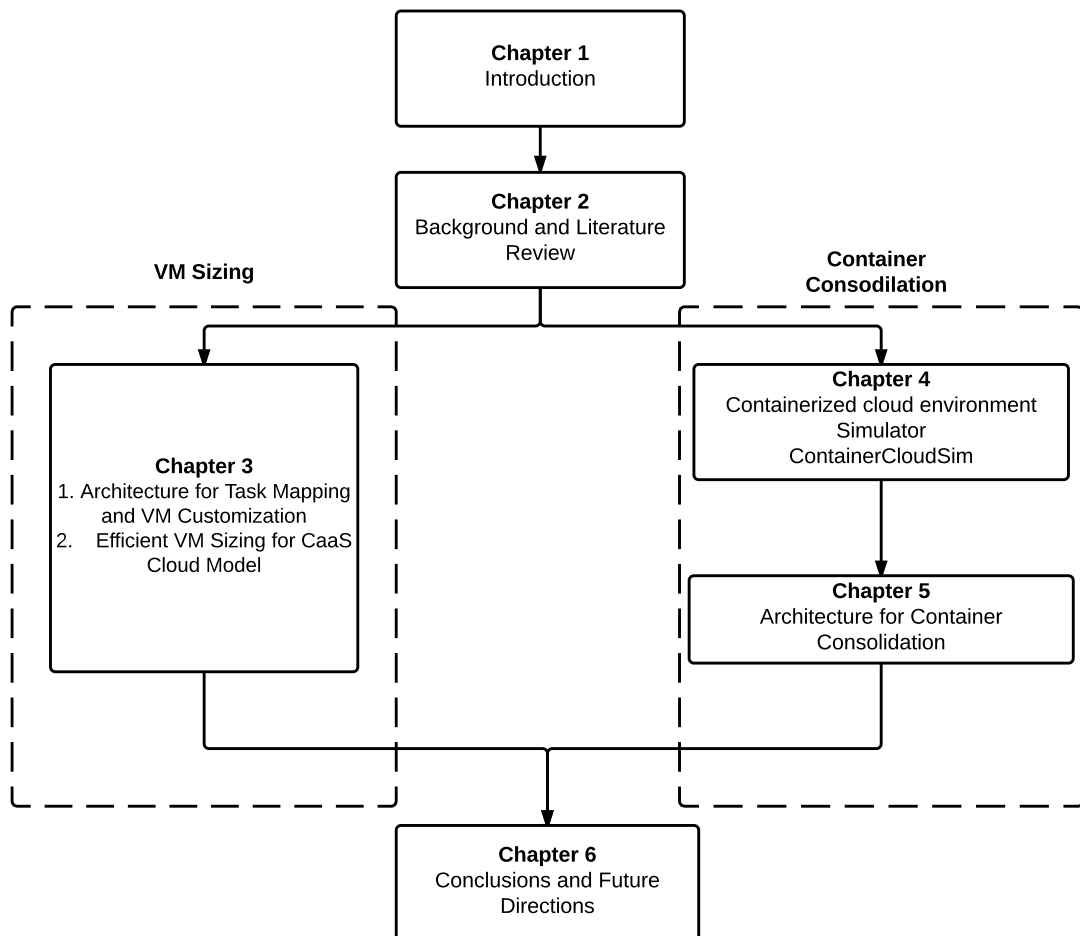 Chapter 1
Introduction
Chapter 2
Background and Literature
Review
VM Sizing
Container
Consodilation
Chapter 3
1. Architecture for Task Mapping
and VM Customization
2. Efficient VM Sizing for CaaS
Cloud Model
Chapter 4
Containerized cloud environment
Simulator
ContainerCloudSim
Chapter 5
Architecture for Container
Consolidation
Chapter 6
Conclusions and Future
Directions